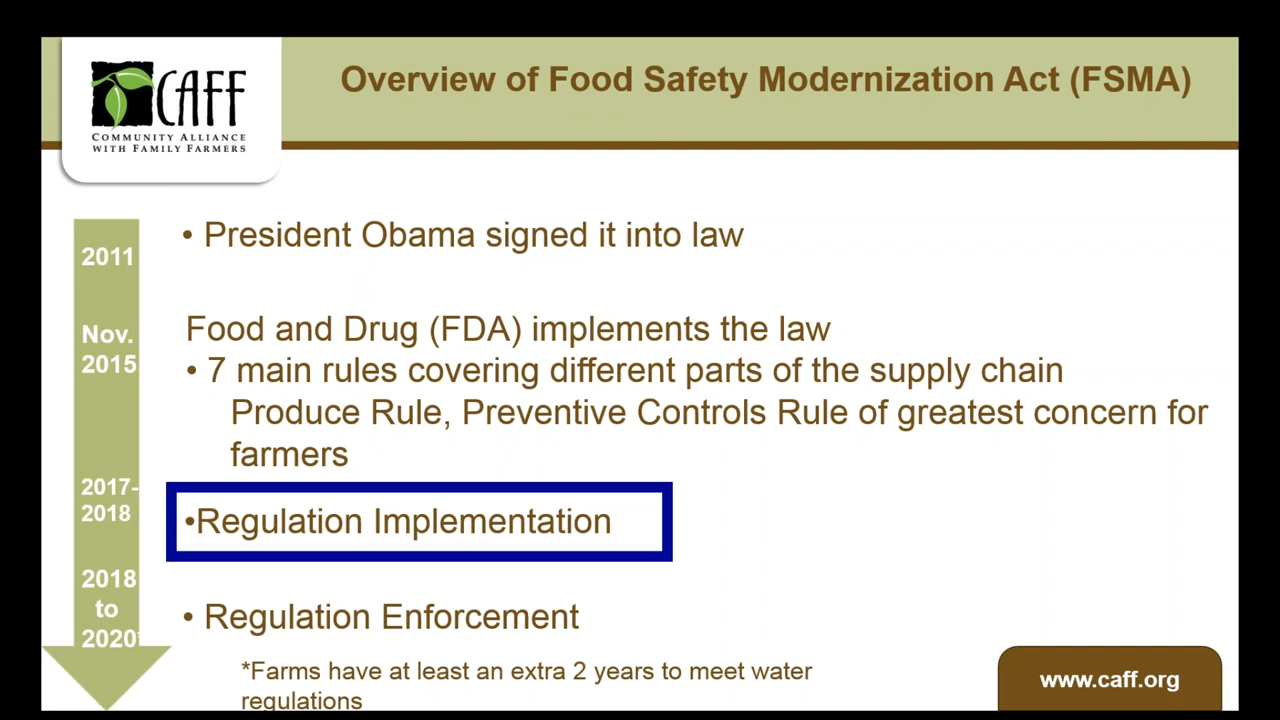 CAFF
COMMUNITY ALLIANCE
WITH FAMILY FARMERS
Overview of Food Safety Modernization Act (FSMA)
2011
• President Obama signed it into law
Nov.
2015
Food and Drug (FDA) implements the law
• 7 main rules covering different parts of the supply chain
Produce Rule, Preventive Controls Rule of greatest concern for
farmers
2017-
2018
•Regulation Implementation
2018
to
2020*
• Regulation Enforcement
*Farms have at least an extra 2 years to meet water
regulations
www.caff.org